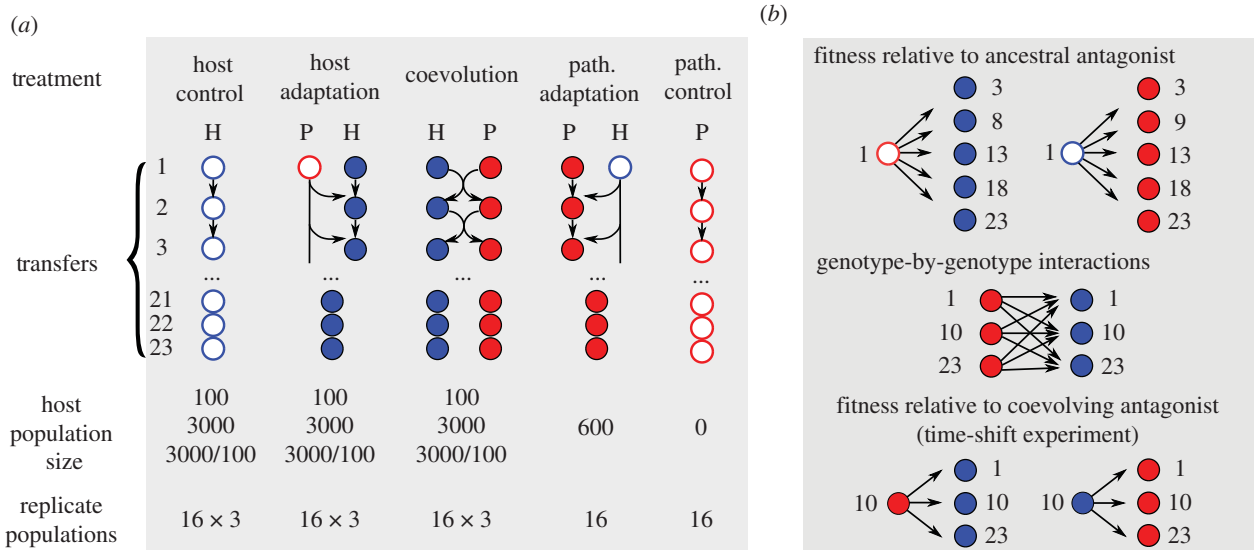 (a)
treatment
host control
host adaptation
coevolution
path. adaptation
path. control
H P H H P P H P
transfers
1
2
3
... ... ... ... ...
21
22
23
host population size
100 100 100
3000 3000 3000 600 0
3000/100 3000/100 3000/100
replicate populations
16 × 3 16 × 3 16 × 3 16 16
(b)
fitness relative to ancestral antagonist
1
3
8
13
18
23
1
3
9
13
18
23
genotype-by-genotype interactions
1 1
10 10
23 23
fitness relative to coevolving antagonist
(time-shift experiment)
10
1
10
23
10
1
10
23